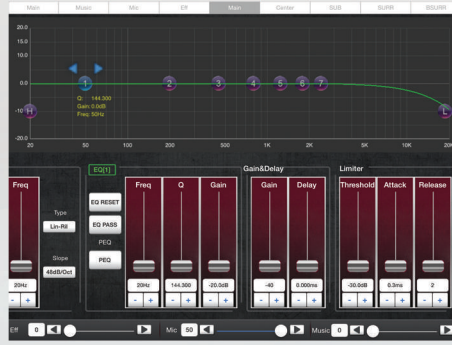 Main Music Mic Eff Main Center SUB SURR BSURR
20.0
15.0
0.0
-10
-20.0
H 1 2 3 4 5 6 7 L
Q: 144.300
Gain: 0.0dB
Freq: 50Hz
20 50 100 200 500 1K 2K 5K 10K 20K
EQ[1] Gain&Delay Limiter
Freq Freq Q Gain Gain Delay Threshold Attack Release
Type
Lin-Ril
Slope
48dB/Oct
EQ RESET
EQ PASS
PEQ
PEQ
20Hz 20Hz 144.300 -20.0dB -40 0.000ms -30.0dB 0.3ms 2
- + - + - + - + - + - + - + - + - +
Eff 0 Mic 50 Music 0